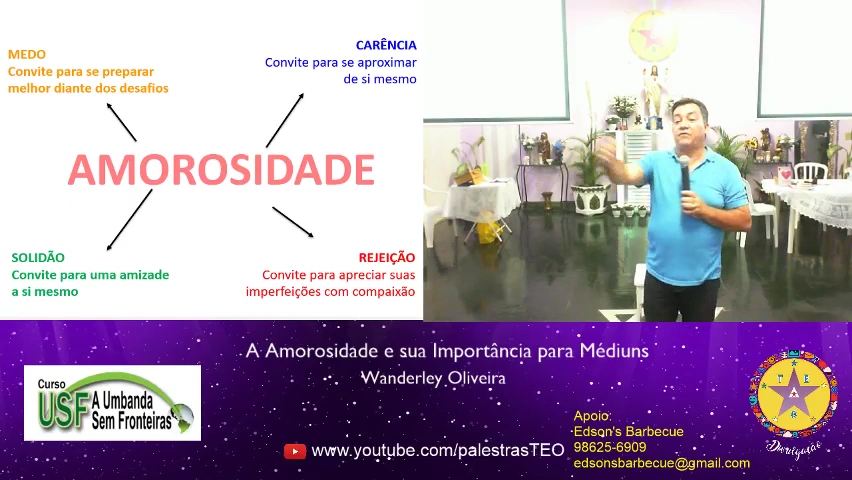 MEDO
Convite para se preparar
melhor diante dos desafios
CARÊNCIA
Convite para se aproximar
de si mesmo
AMOROSIDADE
SOLIDÃO
Convite para uma amizade
a si mesmo
REJEIÇÃO
Convite para apreciar suas
imperfeições com compaixão
A Amorosidade e sua Importância para Médiuns
Wanderley Oliveira
Curso
USF A Umbanda
Sem Fronteiras
www.youtube.com/palestrasTEO
Apoio:
Edson's Barbecue
98625-6909
edsonsbarbecue@gmail.com
Divulguião